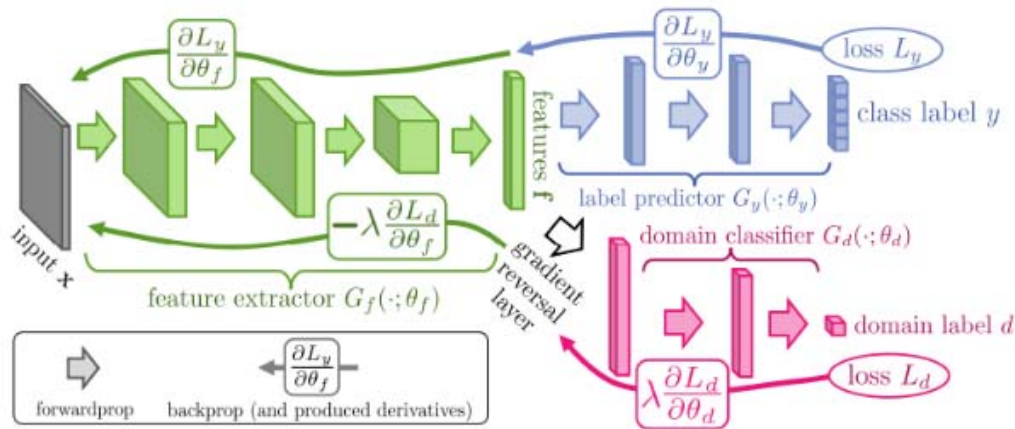 ∂L_y/∂θ_f
∂L_y/∂θ_y
loss L_y
features f
class label y
label predictor G_y(·;θ_y)
input x
−λ ∂L_d/∂θ_f
gradient
reversal
layer
feature extractor G_f(·;θ_f)
domain classifier G_d(·;θ_d)
domain label d
λ ∂L_d/∂θ_d
loss L_d
∂L_y/∂θ_f
forwardprop
backprop (and produced derivatives)